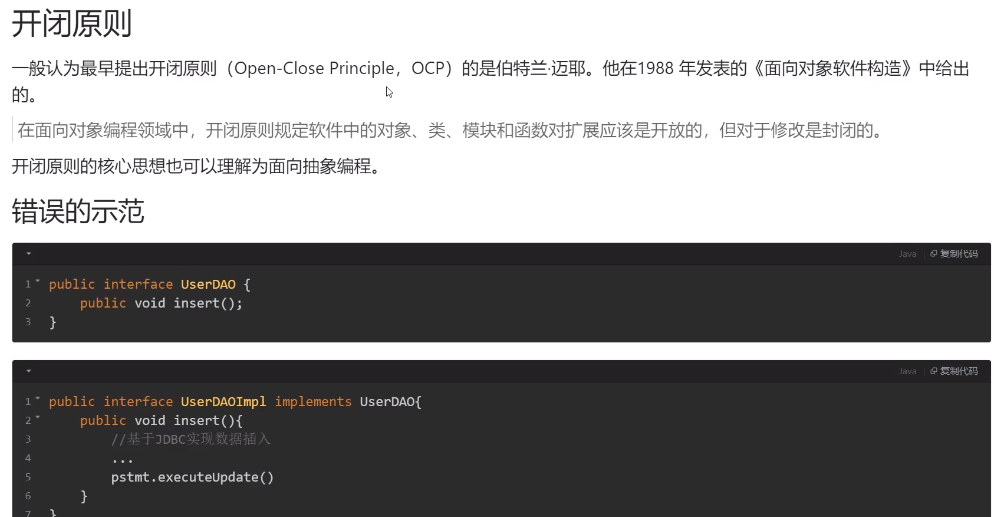 开闭原则
一般认为最早提出开闭原则（Open-Close Principle，OCP）的是伯特兰·迈耶。他在1988 年发表的《面向对象软件构造》中给出
的。
在面向对象编程领域中，开闭原则规定软件中的对象、类、模块和函数对扩展应该是开放的，但对于修改是封闭的。
开闭原则的核心思想也可以理解为面向抽象编程。
错误的示范
Java 复制代码
1 public interface UserDAO {
2 public void insert();
3 }
Java 复制代码
1 public interface UserDAOImpl implements UserDAO{
2 public void insert(){
3 //基于JDBC实现数据插入
4 ...
5 pstmt.executeUpdate()
6 }
7 }